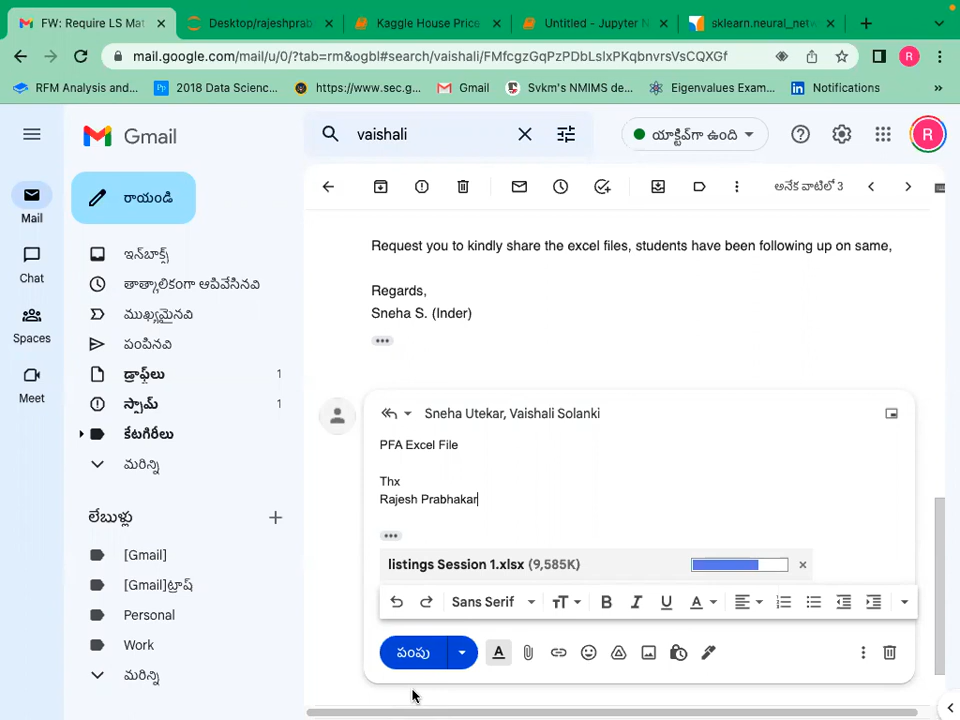 FW: Require LS Mat
Desktop/rajeshprab
Kaggle House Price
Untitled - Jupyter N
sklearn.neural_netw
mail.google.com/mail/u/0/?tab=rm&ogbl#search/vaishali/FMfcgzGqPzPDbLsIxPKqbnvrsVsCQXGf
R
RFM Analysis and...
2018 Data Scienc...
https://www.sec.g...
Gmail
Svkm's NMIMS de...
Eigenvalues Exam...
Notifications
»
Gmail
vaishali
యాక్టివ్‌గా ఉంది
R
Mail
Chat
Spaces
Meet
రాయండి
ఇన్‌బాక్స్
తాత్కాలికంగా ఆపివేసినవి
ముఖ్యమైనవి
పంపినవి
డ్రాఫ్ట్‌లు 1
స్పామ్ 1
కేటగిరీలు
మరిన్ని
లేబుళ్లు
[Gmail]
[Gmail]ట్రాష్
Personal
Work
మరిన్ని
అనేక వాటిలో 3
Request you to kindly share the excel files, students have been following up on same,
Regards,
Sneha S. (Inder)
Sneha Utekar, Vaishali Solanki
PFA Excel File
Thx
Rajesh Prabhakar
listings Session 1.xlsx (9,585K)
Sans Serif
పంపు